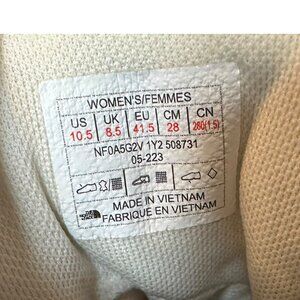 WOMEN'S/FEMMES
US UK EU CM CN
10.5 8.5 41.5 28 280(1.5)
NF0A5G2V 1Y2 508731
05-223
MADE IN VIETNAM
FABRIQUÉ EN VIETNAM